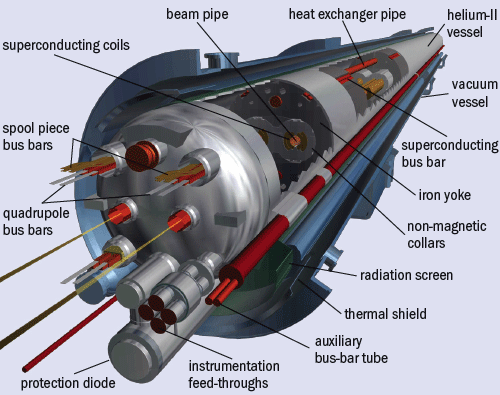 beam pipe
heat exchanger pipe
superconducting coils
helium-II
vessel
vacuum
vessel
spool piece
bus bars
superconducting
bus bar
quadrupole
bus bars
iron yoke
non-magnetic
collars
radiation screen
thermal shield
auxiliary
bus-bar tube
instrumentation
feed-throughs
protection diode